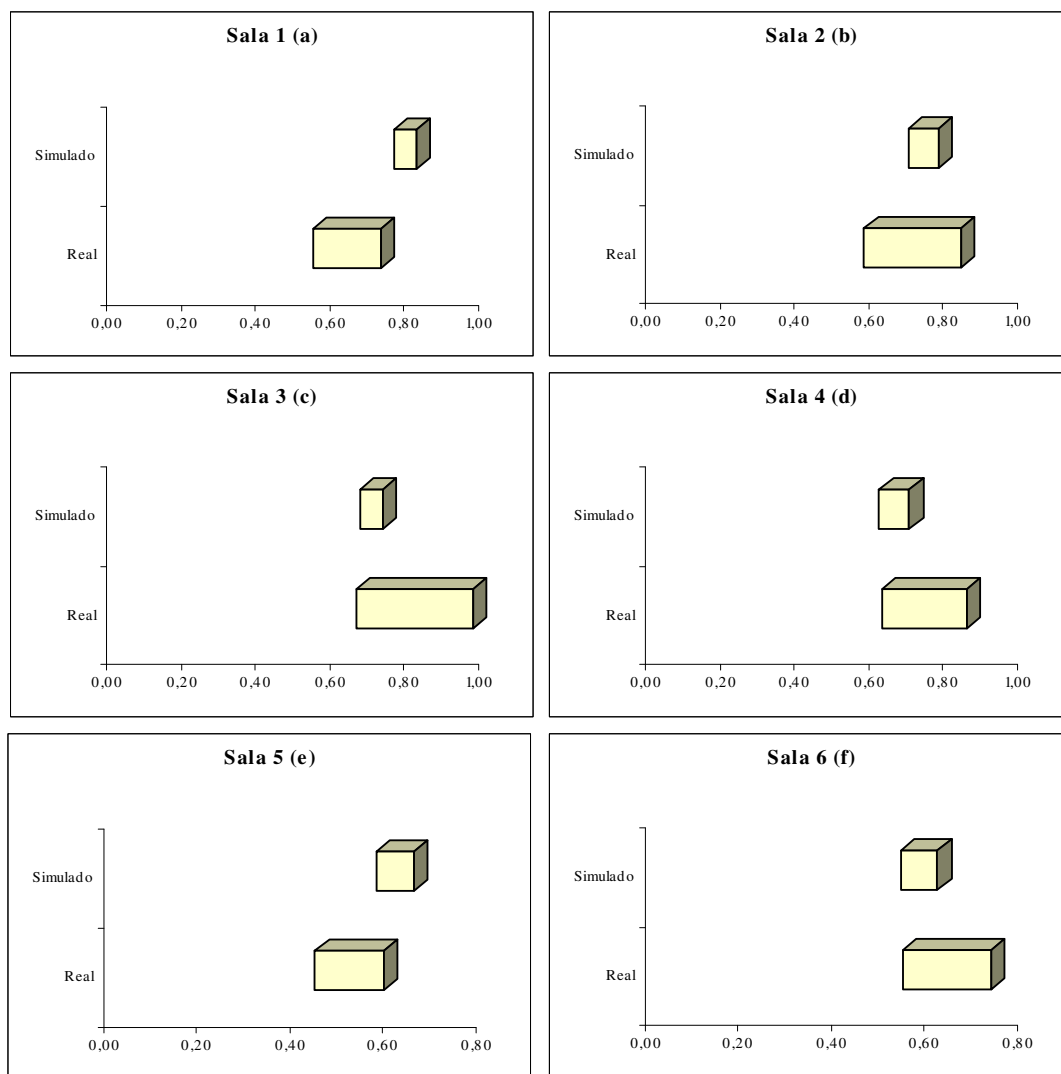 Sala 1 (a)
Simulado
Real
0,00 0,20 0,40 0,60 0,80 1,00
Sala 2 (b)
Simulado
Real
0,00 0,20 0,40 0,60 0,80 1,00
Sala 3 (c)
Simulado
Real
0,00 0,20 0,40 0,60 0,80 1,00
Sala 4 (d)
Simulado
Real
0,00 0,20 0,40 0,60 0,80 1,00
Sala 5 (e)
Simulado
Real
0,00 0,20 0,40 0,60 0,80
Sala 6 (f)
Simulado
Real
0,00 0,20 0,40 0,60 0,80